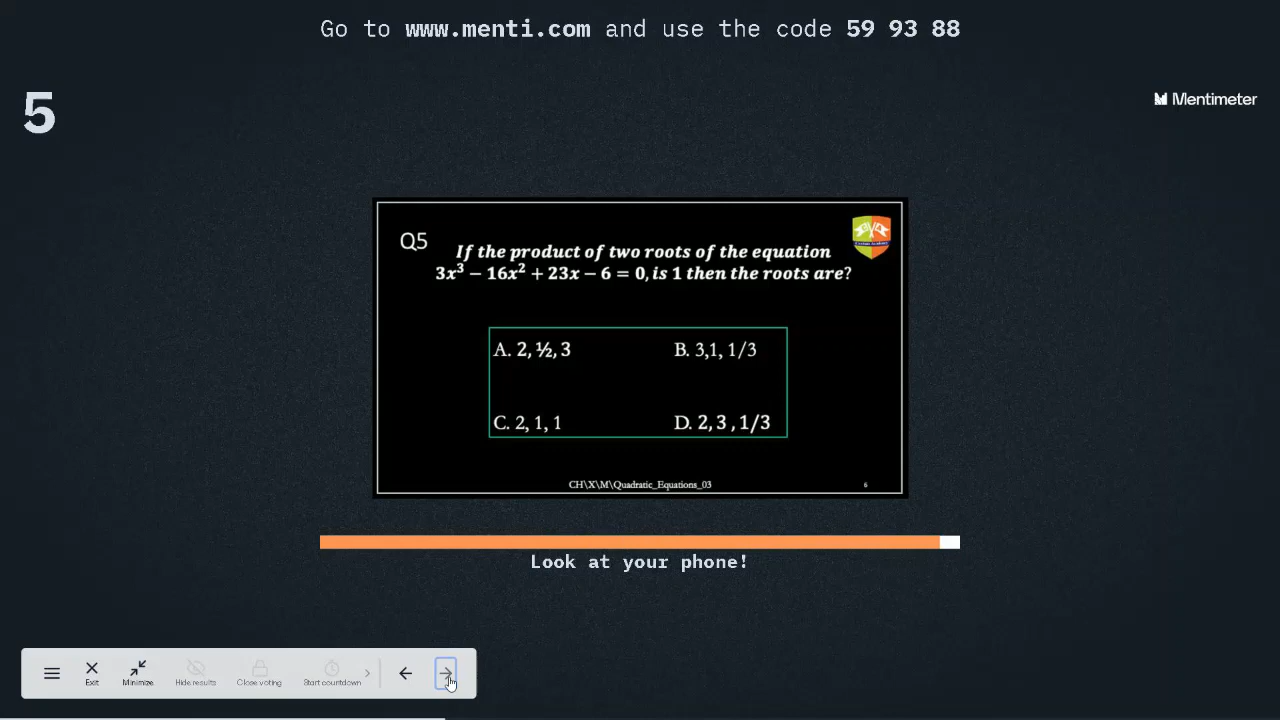 Go to www.menti.com and use the code 59 93 88
5
Mentimeter
Q5
If the product of two roots of the equation
3x³ − 16x² + 23x − 6 = 0, is 1 then the roots are?
A. 2, ½, 3
B. 3,1, 1/3
C. 2, 1, 1
D. 2, 3 , 1/3
CH\X\M\Quadratic_Equations_03
6
Look at your phone!
Exit
Minimize
Hide results
Close voting
Start countdown